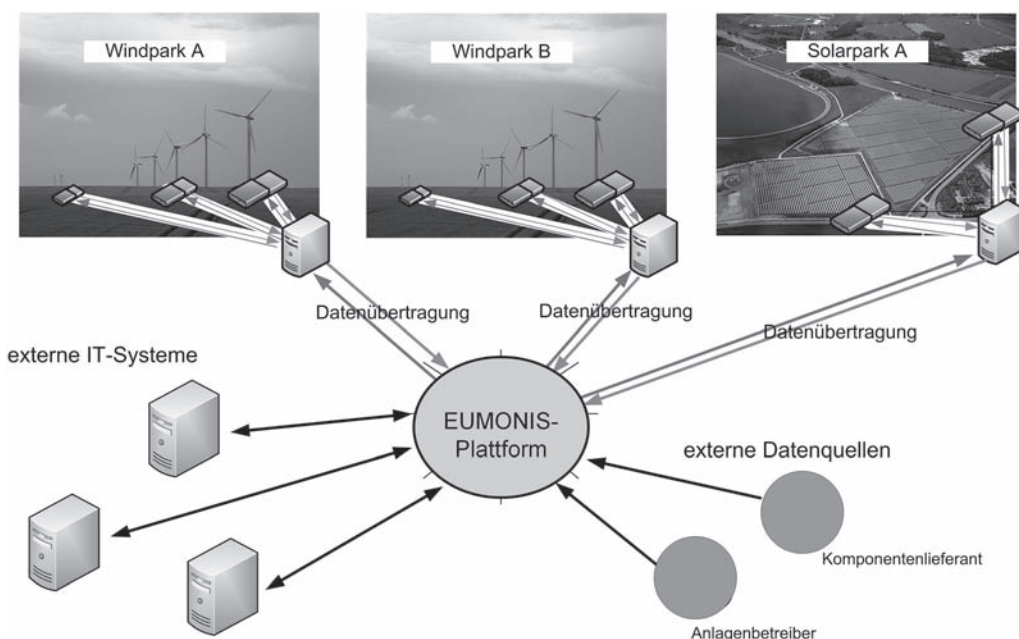 Windpark A
Windpark B
Solarpark A
Datenübertragung
Datenübertragung
Datenübertragung
externe IT-Systeme
EUMONIS-
Plattform
externe Datenquellen
Komponentenlieferant
Anlagenbetreiber